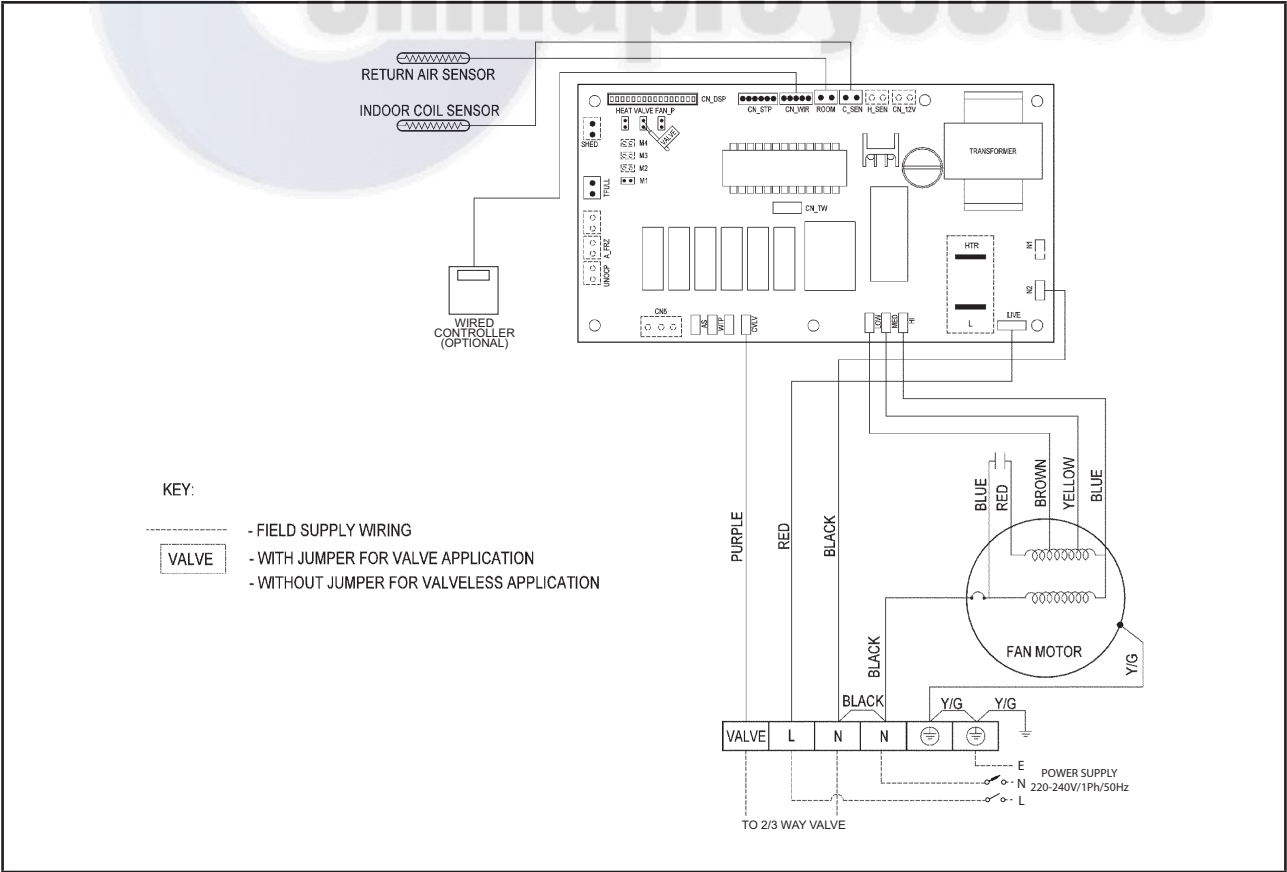 climaproyectos
RETURN AIR SENSOR
INDOOR COIL SENSOR
CN_DSP
HEAT VALVE FAN_P
CN_STP
CN_WIR
ROOM
C_SEN
H_SEN
CN_12V
SHED
VALVE
M4
M3
M2
M1
TFULL
A_FRZ
UNOCP
TRANSFORMER
CN_TW
HTR
L
N1
N2
LIVE
CN5
AS
WTP
CVLV
LOW
MED
HI
WIRED
CONTROLLER
(OPTIONAL)
KEY:
- FIELD SUPPLY WIRING
VALVE
- WITH JUMPER FOR VALVE APPLICATION
- WITHOUT JUMPER FOR VALVELESS APPLICATION
PURPLE
RED
BLACK
BLUE
RED
BROWN
YELLOW
BLUE
FAN MOTOR
BLACK
Y/G
BLACK
Y/G
Y/G
VALVE L N N
E
N
L
POWER SUPPLY
220-240V/1Ph/50Hz
TO 2/3 WAY VALVE